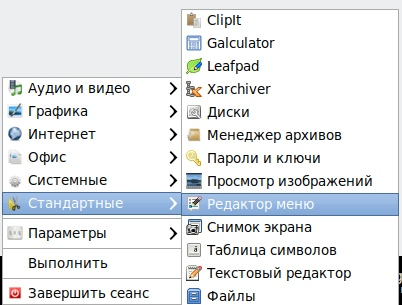 Аудио и видео
Графика
Интернет
Офис
Системные
Стандартные
Параметры
Выполнить
Завершить сеанс
ClipIt
Galculator
Leafpad
Xarchiver
Диски
Менеджер архивов
Пароли и ключи
Просмотр изображений
Редактор меню
Снимок экрана
Таблица символов
Текстовый редактор
Файлы